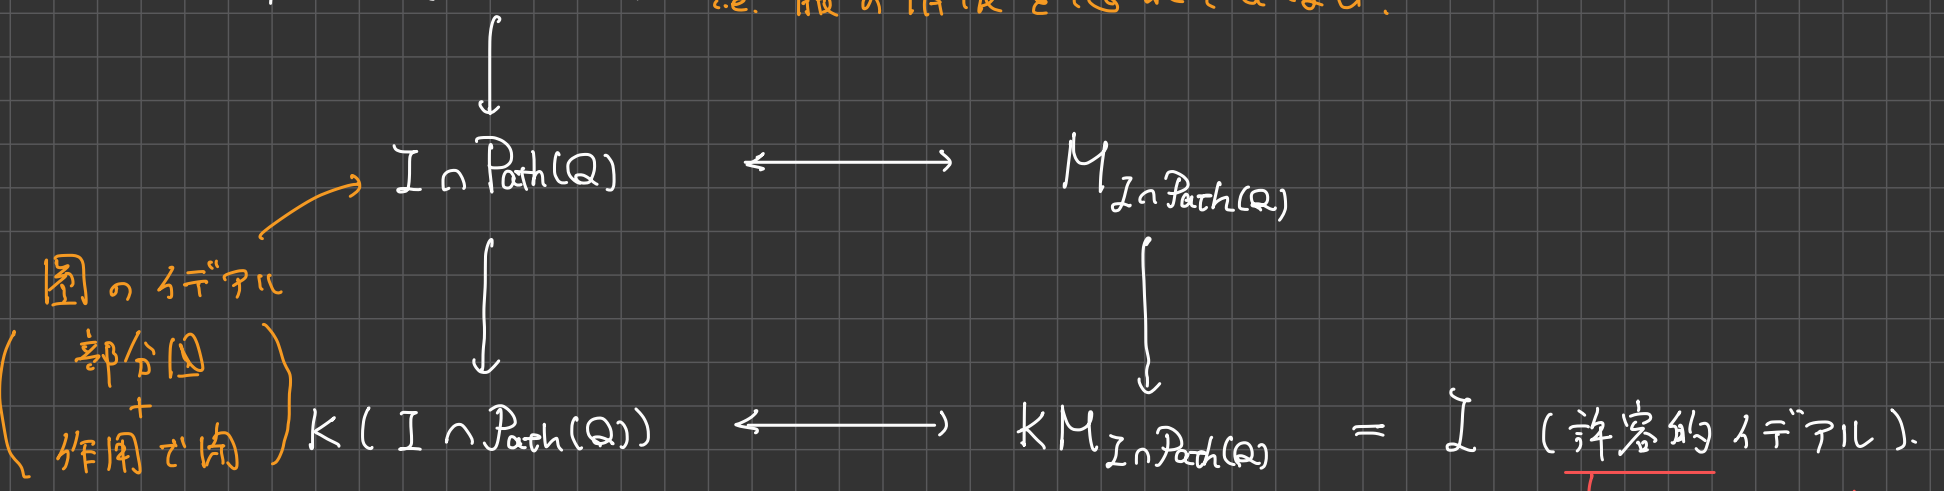 i.e.
I ∩ Path(Q) ⟷ M_{I∩Path(Q)}
圏のイデアル
部分圏
+
作用で閉
K(I ∩ Path(Q)) ⟷ KM_{I∩Path(Q)} = I (許容的イデアル).